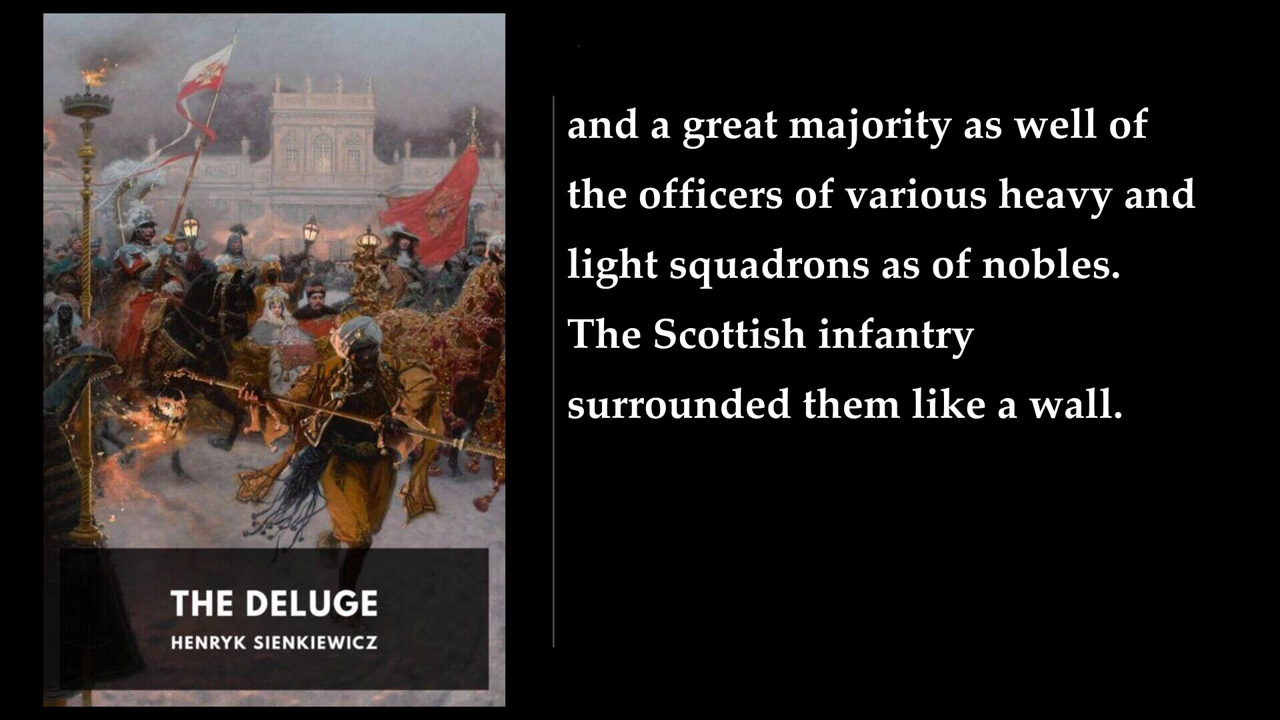 THE DELUGE
HENRYK SIENKIEWICZ
and a great majority as well of
the officers of various heavy and
light squadrons as of nobles.
The Scottish infantry
surrounded them like a wall.